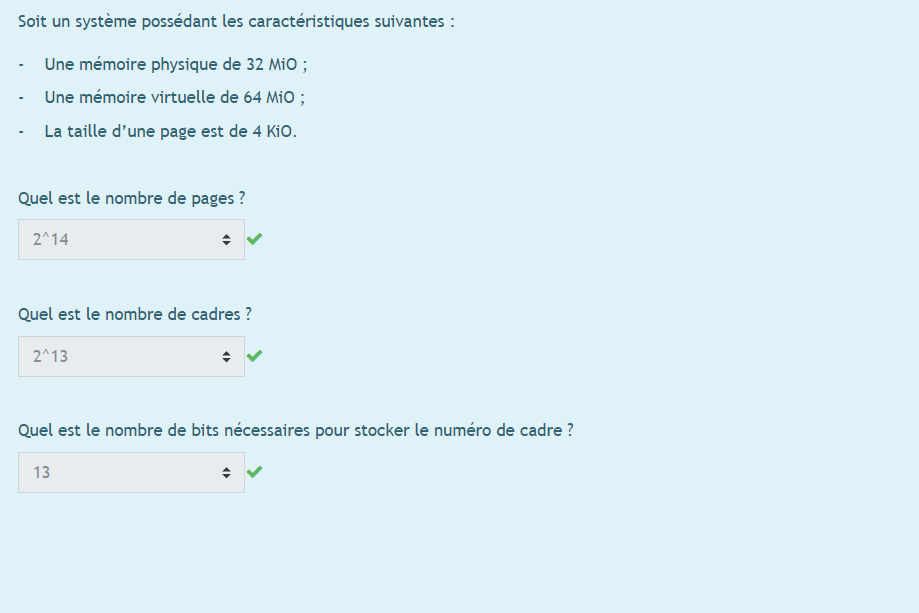 Soit un système possédant les caractéristiques suivantes :
- Une mémoire physique de 32 MiO ;
- Une mémoire virtuelle de 64 MiO ;
- La taille d’une page est de 4 KiO.
Quel est le nombre de pages ?
2^14
Quel est le nombre de cadres ?
2^13
Quel est le nombre de bits nécessaires pour stocker le numéro de cadre ?
13